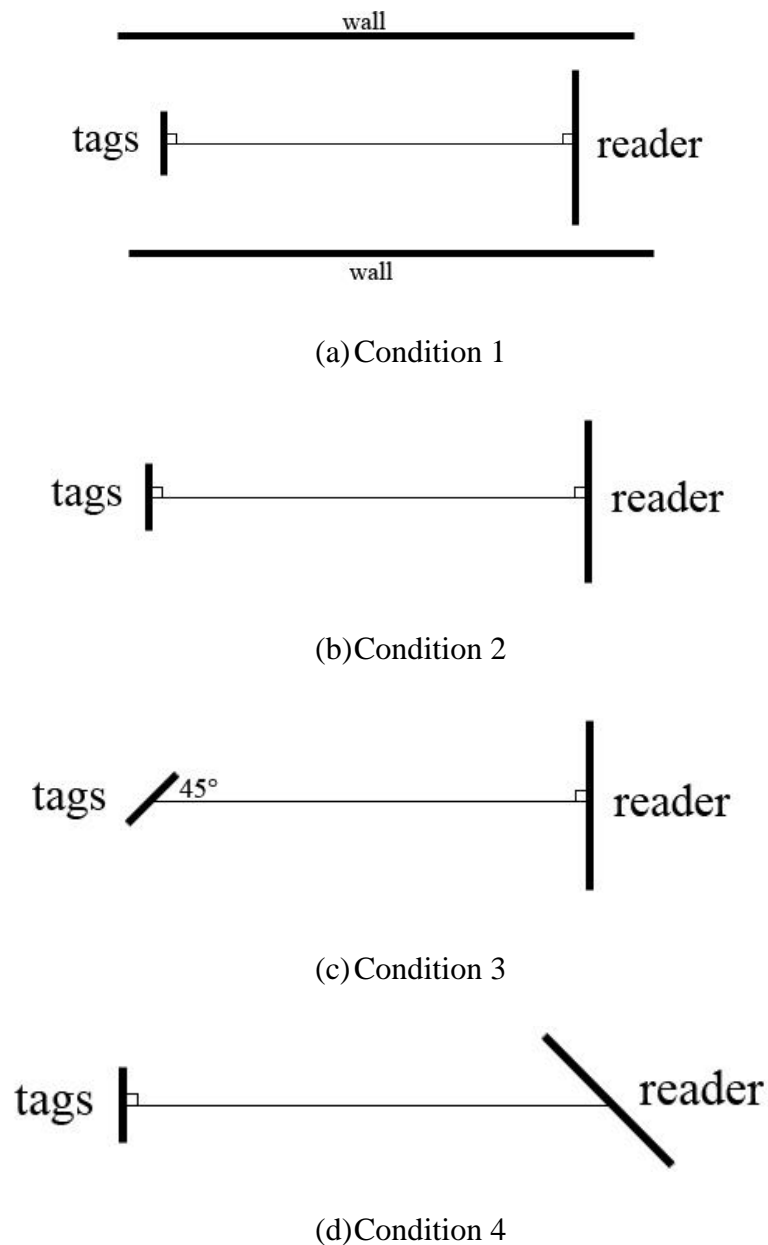 wall
tags
reader
wall
(a) Condition 1
tags
reader
(b) Condition 2
45°
tags
reader
(c) Condition 3
tags
reader
(d) Condition 4